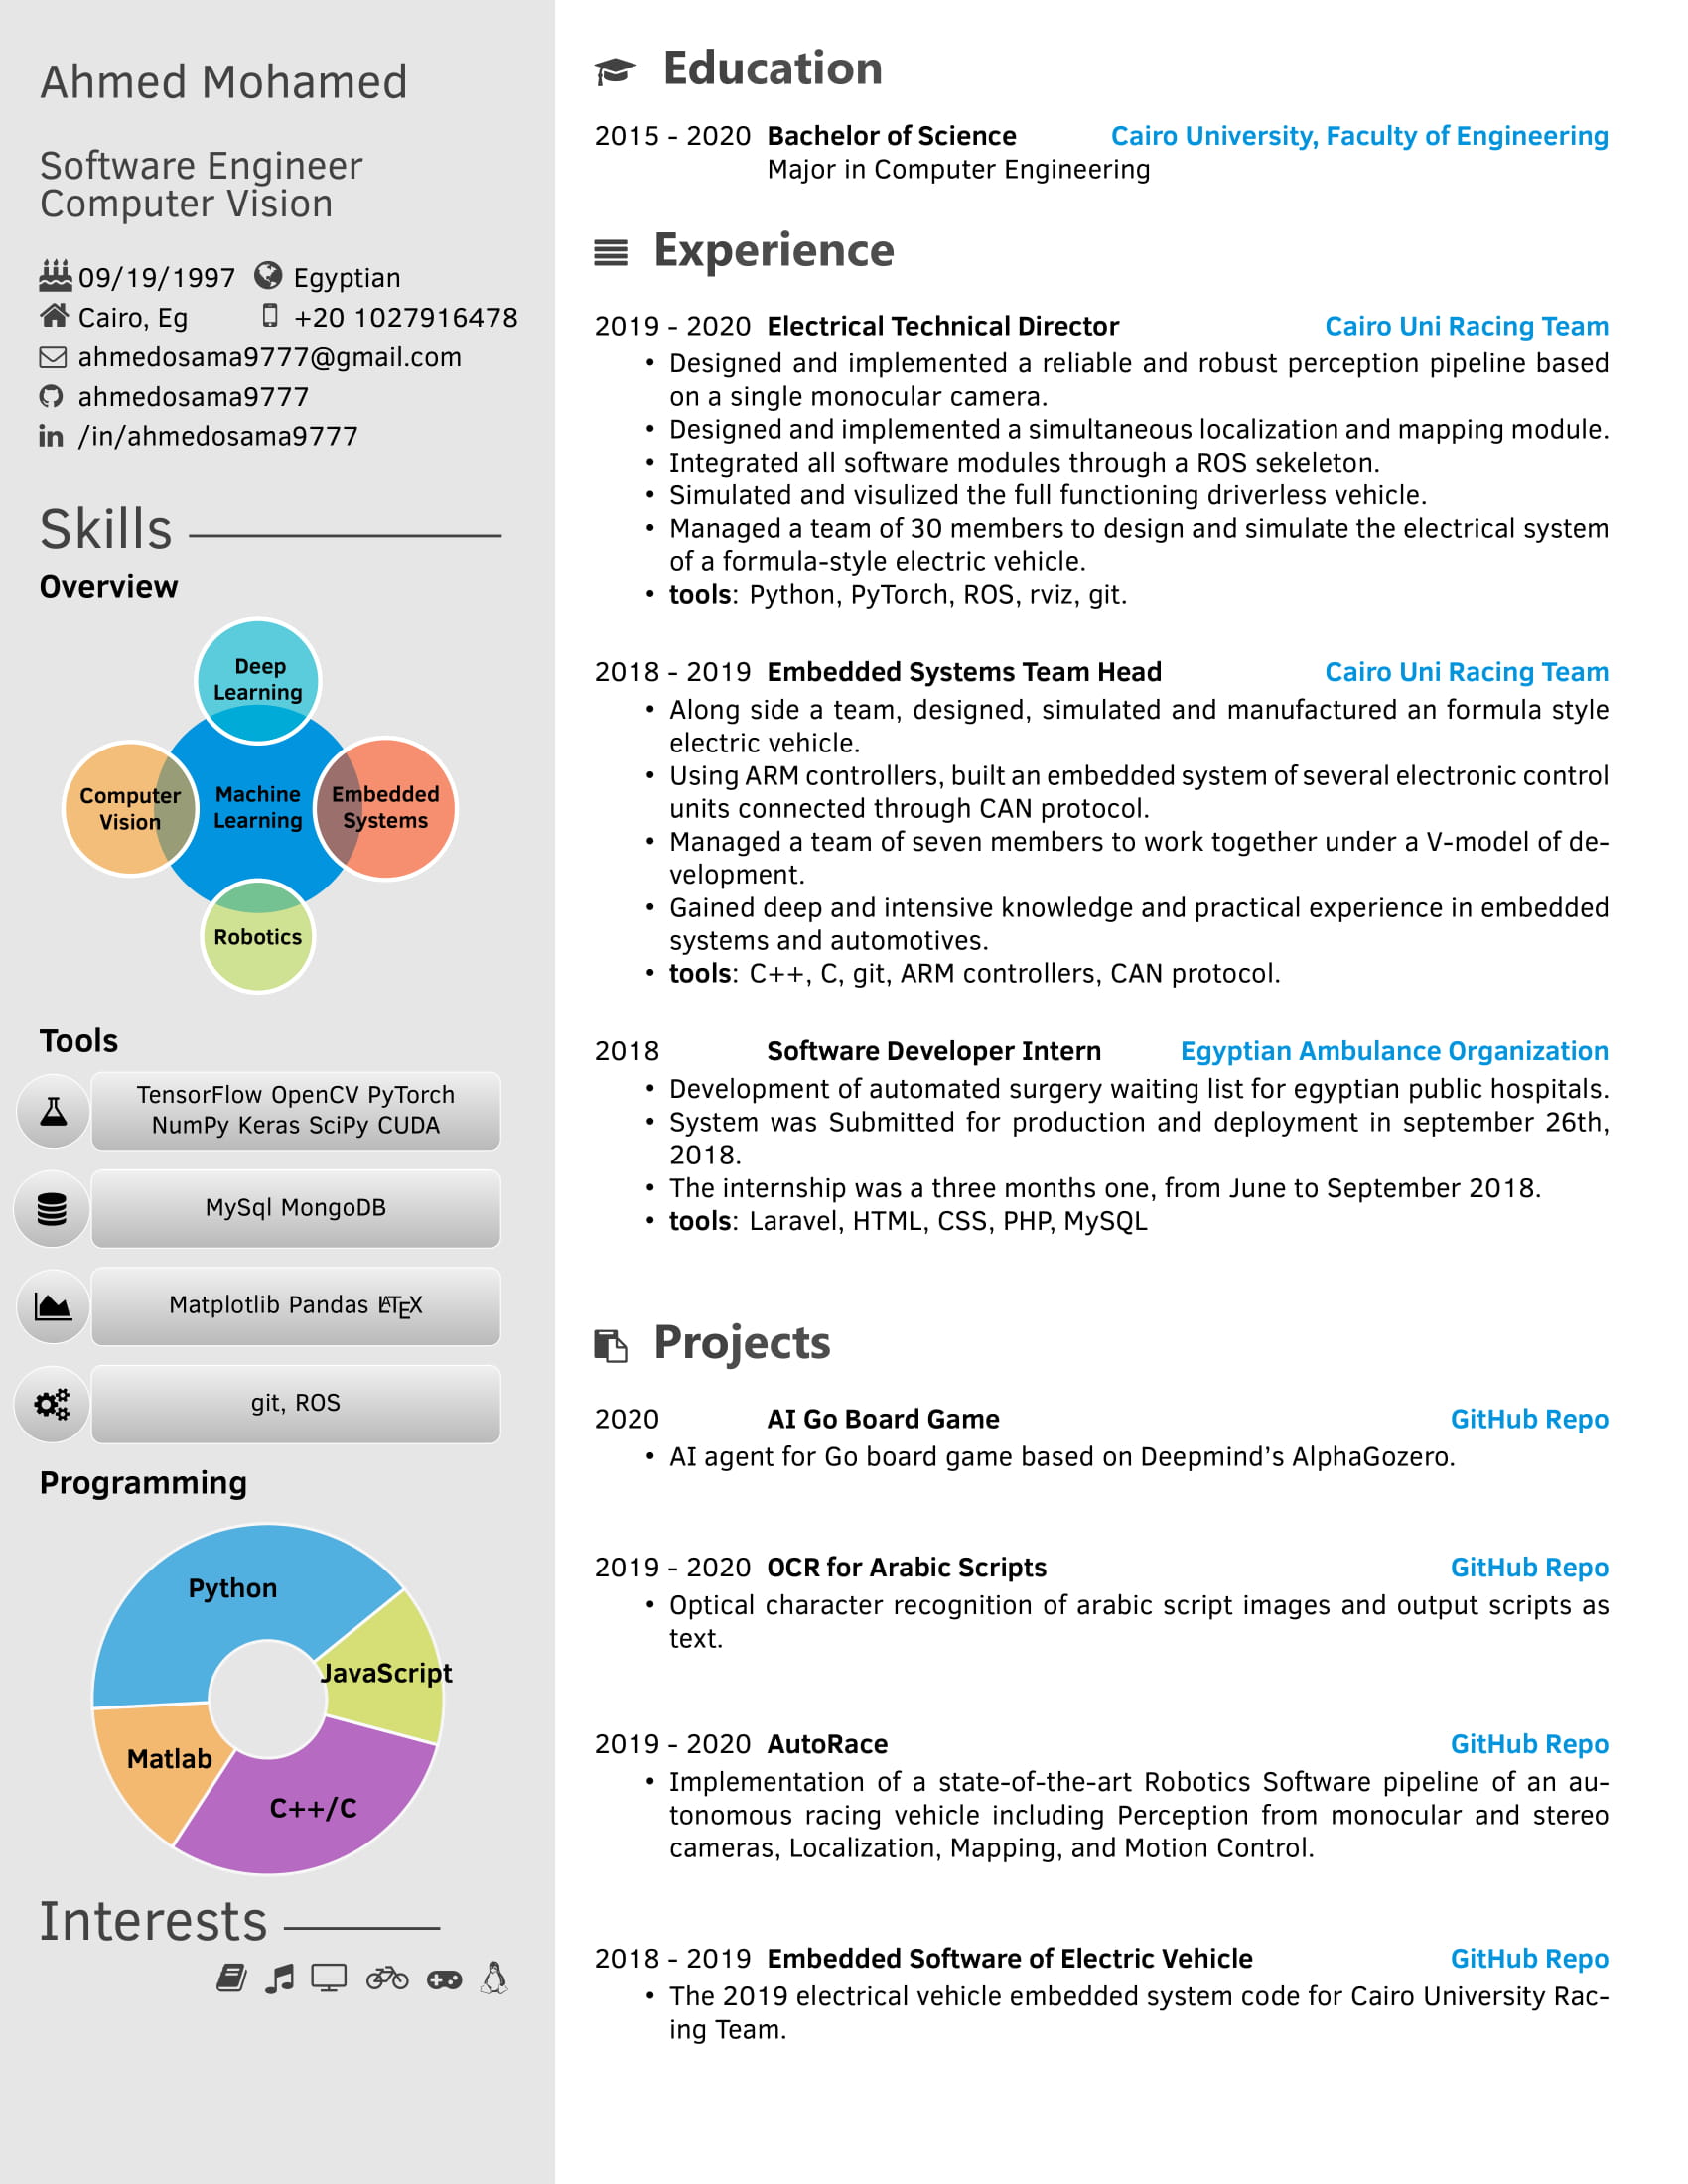 Ahmed Mohamed
Software Engineer
Computer Vision
09/19/1997 Egyptian
Cairo, Eg +20 1027916478
ahmedosama9777@gmail.com
ahmedosama9777
in /in/ahmedosama9777
Skills
Overview
Deep
Learning
Computer
Vision
Machine
Learning
Embedded
Systems
Robotics
Tools
TensorFlow OpenCV PyTorch
NumPy Keras SciPy CUDA
MySql MongoDB
Matplotlib Pandas LATEX
git, ROS
Programming
Python
JavaScript
Matlab
C++/C
Interests
Education
2015 - 2020 Bachelor of Science Cairo University, Faculty of Engineering
Major in Computer Engineering
Experience
2019 - 2020 Electrical Technical Director Cairo Uni Racing Team
• Designed and implemented a reliable and robust perception pipeline based
on a single monocular camera.
• Designed and implemented a simultaneous localization and mapping module.
• Integrated all software modules through a ROS sekeleton.
• Simulated and visulized the full functioning driverless vehicle.
• Managed a team of 30 members to design and simulate the electrical system
of a formula-style electric vehicle.
• tools: Python, PyTorch, ROS, rviz, git.
2018 - 2019 Embedded Systems Team Head Cairo Uni Racing Team
• Along side a team, designed, simulated and manufactured an formula style
electric vehicle.
• Using ARM controllers, built an embedded system of several electronic control
units connected through CAN protocol.
• Managed a team of seven members to work together under a V-model of de-
velopment.
• Gained deep and intensive knowledge and practical experience in embedded
systems and automotives.
• tools: C++, C, git, ARM controllers, CAN protocol.
2018 Software Developer Intern Egyptian Ambulance Organization
• Development of automated surgery waiting list for egyptian public hospitals.
• System was Submitted for production and deployment in september 26th,
2018.
• The internship was a three months one, from June to September 2018.
• tools: Laravel, HTML, CSS, PHP, MySQL
Projects
2020 AI Go Board Game GitHub Repo
• AI agent for Go board game based on Deepmind's AlphaGozero.
2019 - 2020 OCR for Arabic Scripts GitHub Repo
• Optical character recognition of arabic script images and output scripts as
text.
2019 - 2020 AutoRace GitHub Repo
• Implementation of a state-of-the-art Robotics Software pipeline of an au-
tonomous racing vehicle including Perception from monocular and stereo
cameras, Localization, Mapping, and Motion Control.
2018 - 2019 Embedded Software of Electric Vehicle GitHub Repo
• The 2019 electrical vehicle embedded system code for Cairo University Rac-
ing Team.